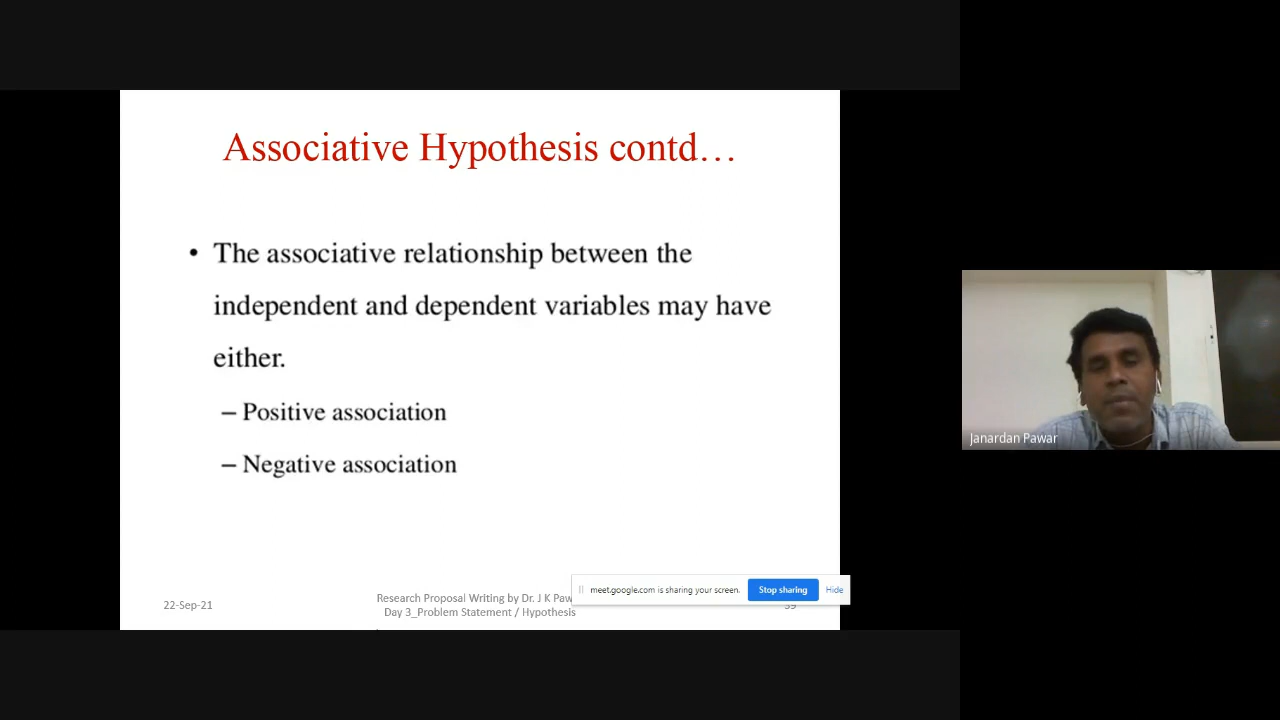 Associative Hypothesis contd…
• The associative relationship between the
independent and dependent variables may have
either.
– Positive association
– Negative association
22-Sep-21
Research Proposal Writing by Dr. J K Paw
Day 3_Problem Statement / Hypothesis
meet.google.com is sharing your screen.
Stop sharing
Hide
39
Janardan Pawar